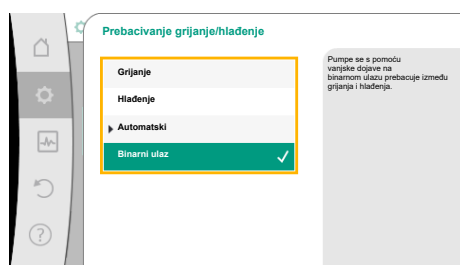 Prebacivanje grijanje/hlađenje
Grijanje
Hlađenje
Automatski
Binarni ulaz
Pumpe se s pomoću
vanjske dojave na
binarnom ulazu prebacuje između
grijanja i hlađenja.
?